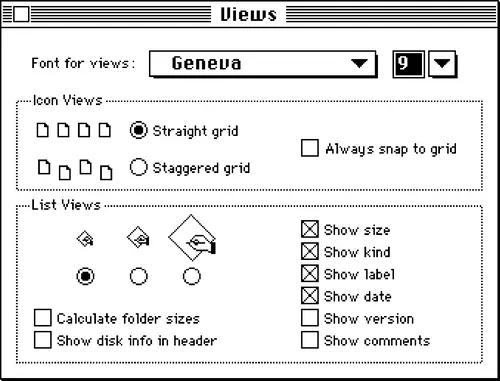 Views
Font for views: Geneva 9
Icon Views
Straight grid
Always snap to grid
Staggered grid
List Views
Show size
Show kind
Show label
Show date
Calculate folder sizes Show version
Show disk info in header Show comments